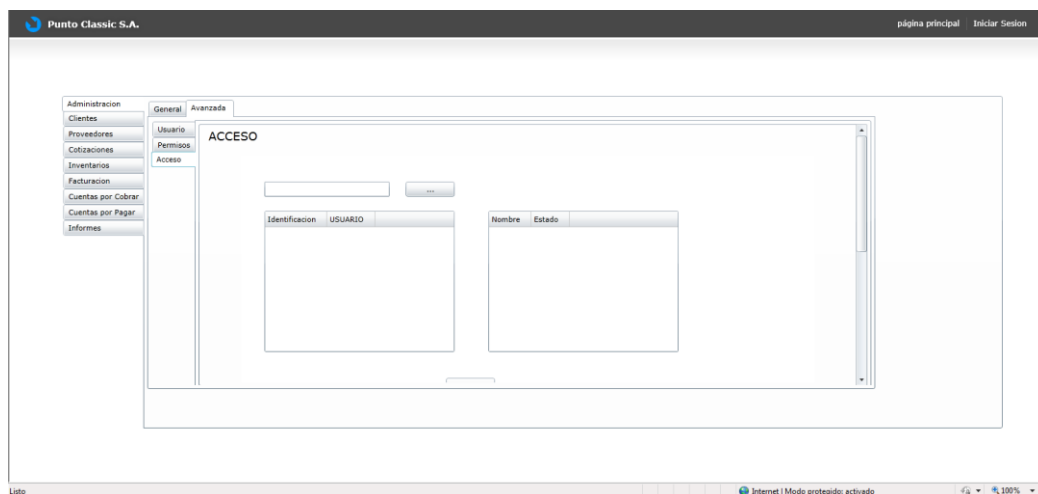 Punto Classic S.A. página principal Iniciar Sesion
Administracion
Clientes
Proveedores
Cotizaciones
Inventarios
Facturacion
Cuentas por Cobrar
Cuentas por Pagar
Informes
General Avanzada
Usuario
Permisos
Acceso
ACCESO
...
Identificacion USUARIO
Nombre Estado
Listo Internet | Modo protegido: activado 100%